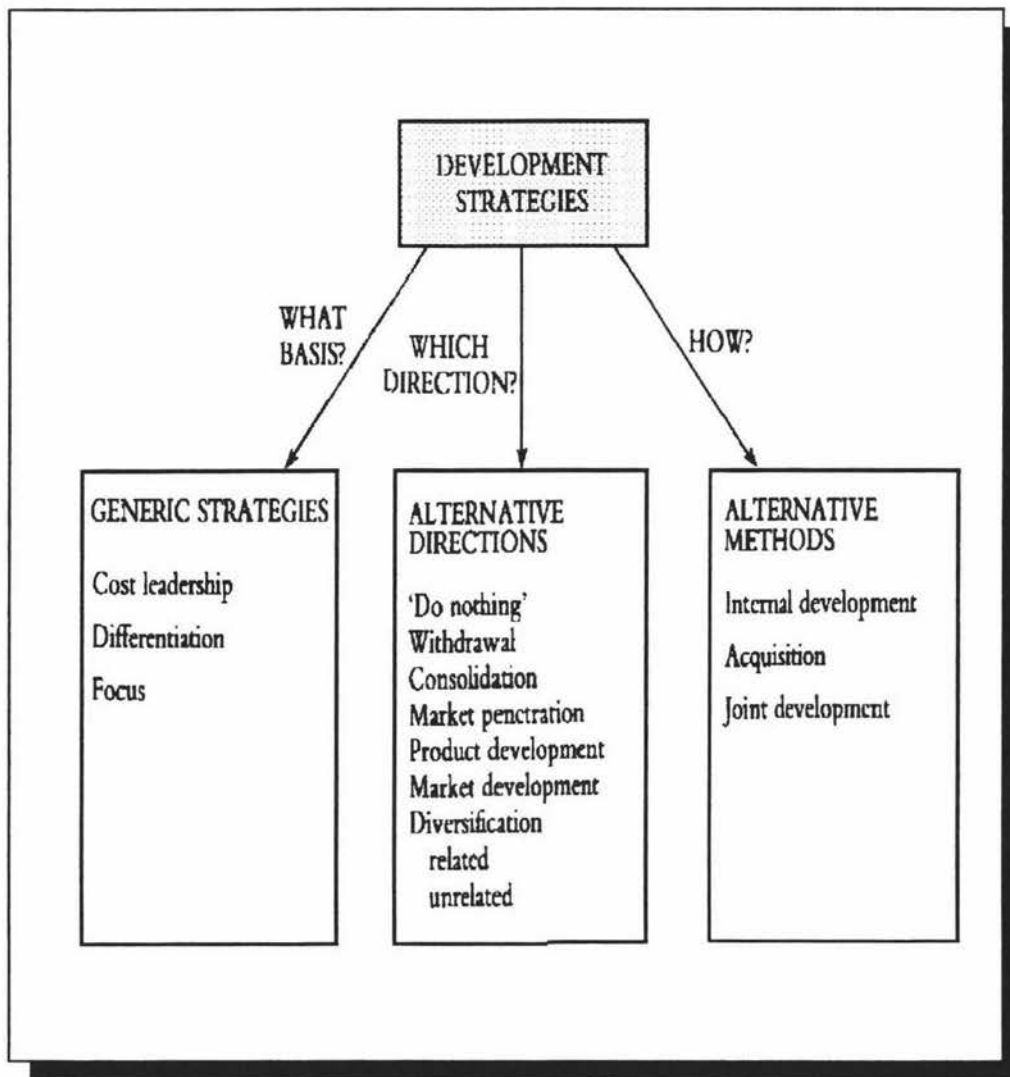 DEVELOPMENT
STRATEGIES
WHAT
BASIS?
WHICH
DIRECTION?
HOW?
GENERIC STRATEGIES
Cost leadership
Differentiation
Focus
ALTERNATIVE
DIRECTIONS
'Do nothing'
Withdrawal
Consolidation
Market penetration
Product development
Market development
Diversification
related
unrelated
ALTERNATIVE
METHODS
Internal development
Acquisition
Joint development